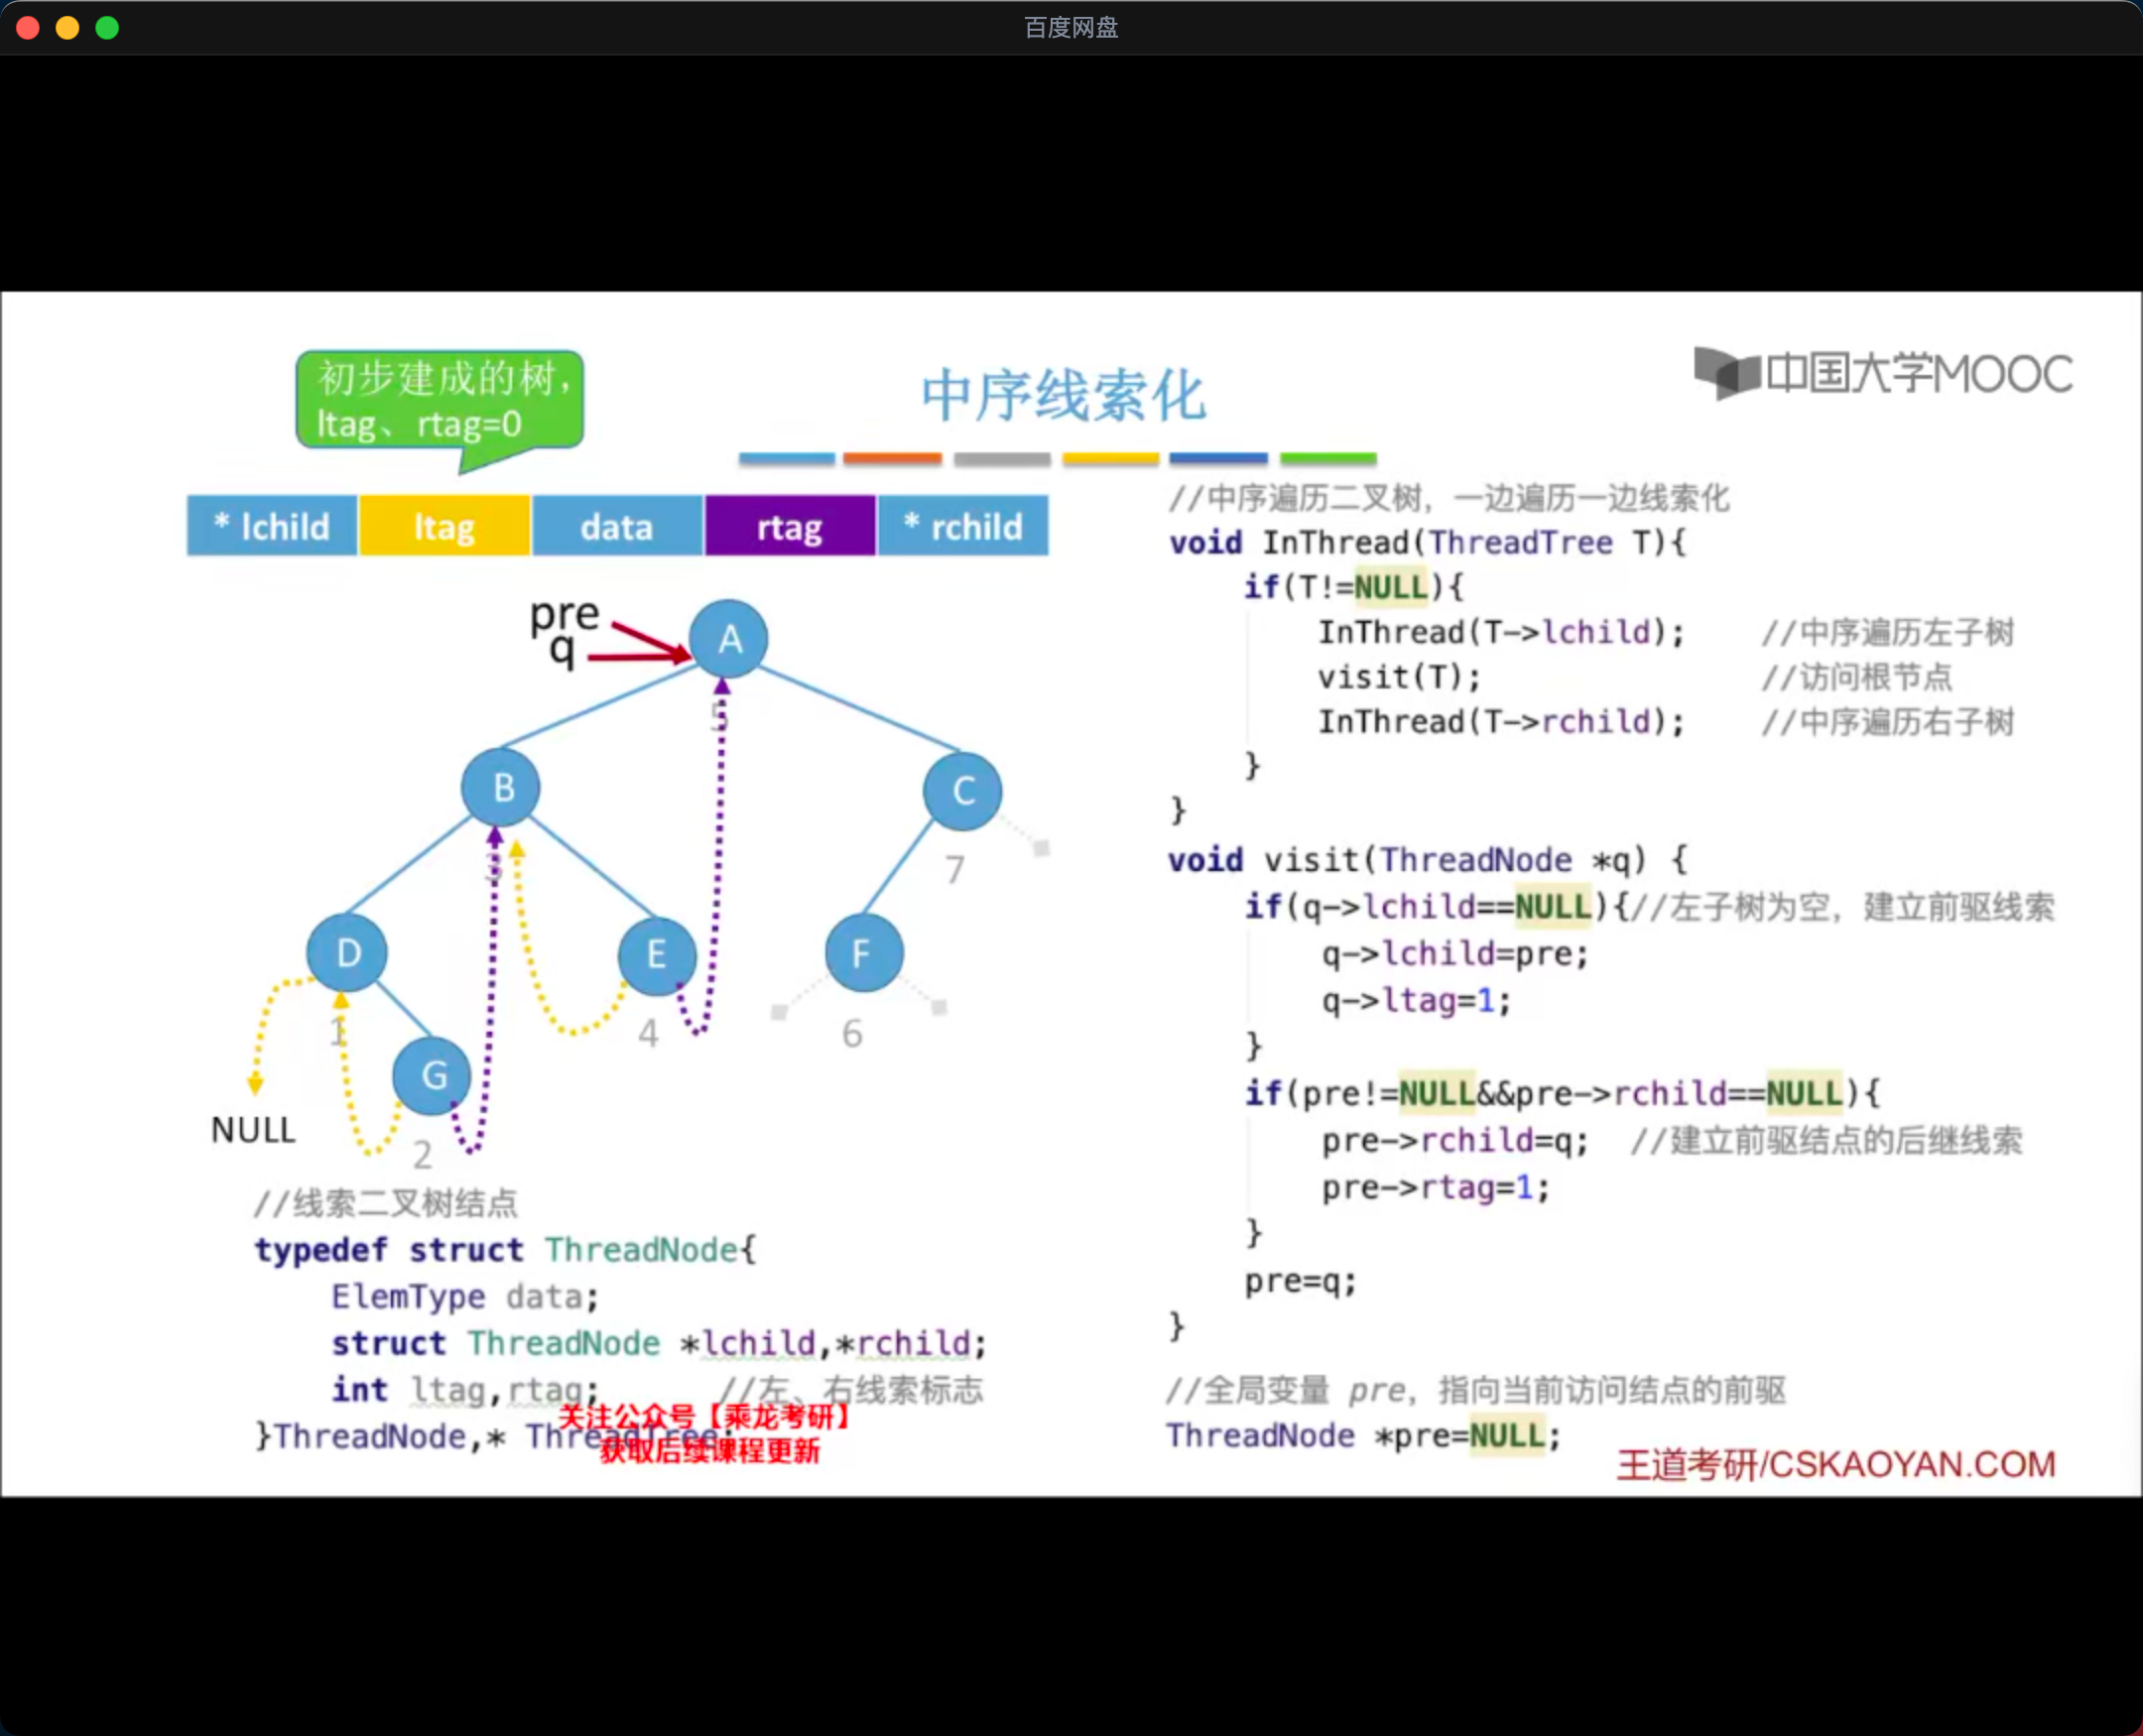 百度网盘
初步建成的树，
ltag、rtag=0
中序线索化
中国大学MOOC
* lchild ltag data rtag * rchild
pre
q
A
5
B
3
C
7
D
1
E
4
F
6
G
2
NULL
//线索二叉树结点
typedef struct ThreadNode{
ElemType data;
struct ThreadNode *lchild,*rchild;
int ltag,rtag; //左、右线索标志
}ThreadNode,* ThreadTree;
关注公众号【乘龙考研】
获取后续课程更新
//中序遍历二叉树，一边遍历一边线索化
void InThread(ThreadTree T){
if(T!=NULL){
InThread(T->lchild); //中序遍历左子树
visit(T); //访问根节点
InThread(T->rchild); //中序遍历右子树
}
}
void visit(ThreadNode *q) {
if(q->lchild==NULL){//左子树为空，建立前驱线索
q->lchild=pre;
q->ltag=1;
}
if(pre!=NULL&&pre->rchild==NULL){
pre->rchild=q; //建立前驱结点的后继线索
pre->rtag=1;
}
pre=q;
}
//全局变量 pre，指向当前访问结点的前驱
ThreadNode *pre=NULL;
王道考研/CSKAOYAN.COM